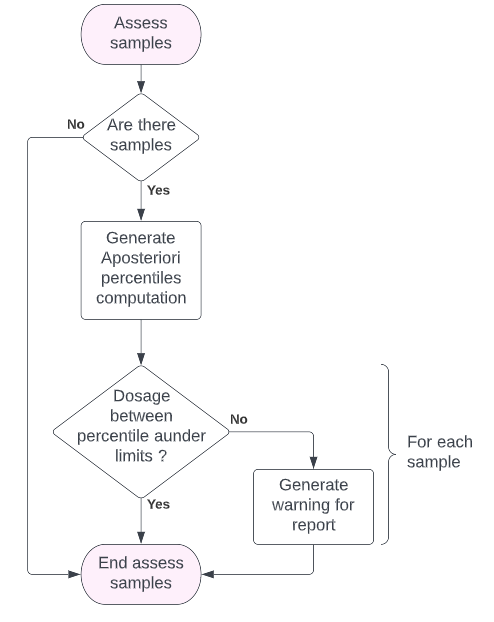 Assess
samples
No
Are there
samples
Yes
Generate
Aposteriori
percentiles
computation
Dosage
between
percentile aunder
limits ?
No
Generate
warning for
report
For each
sample
Yes
End assess
samples